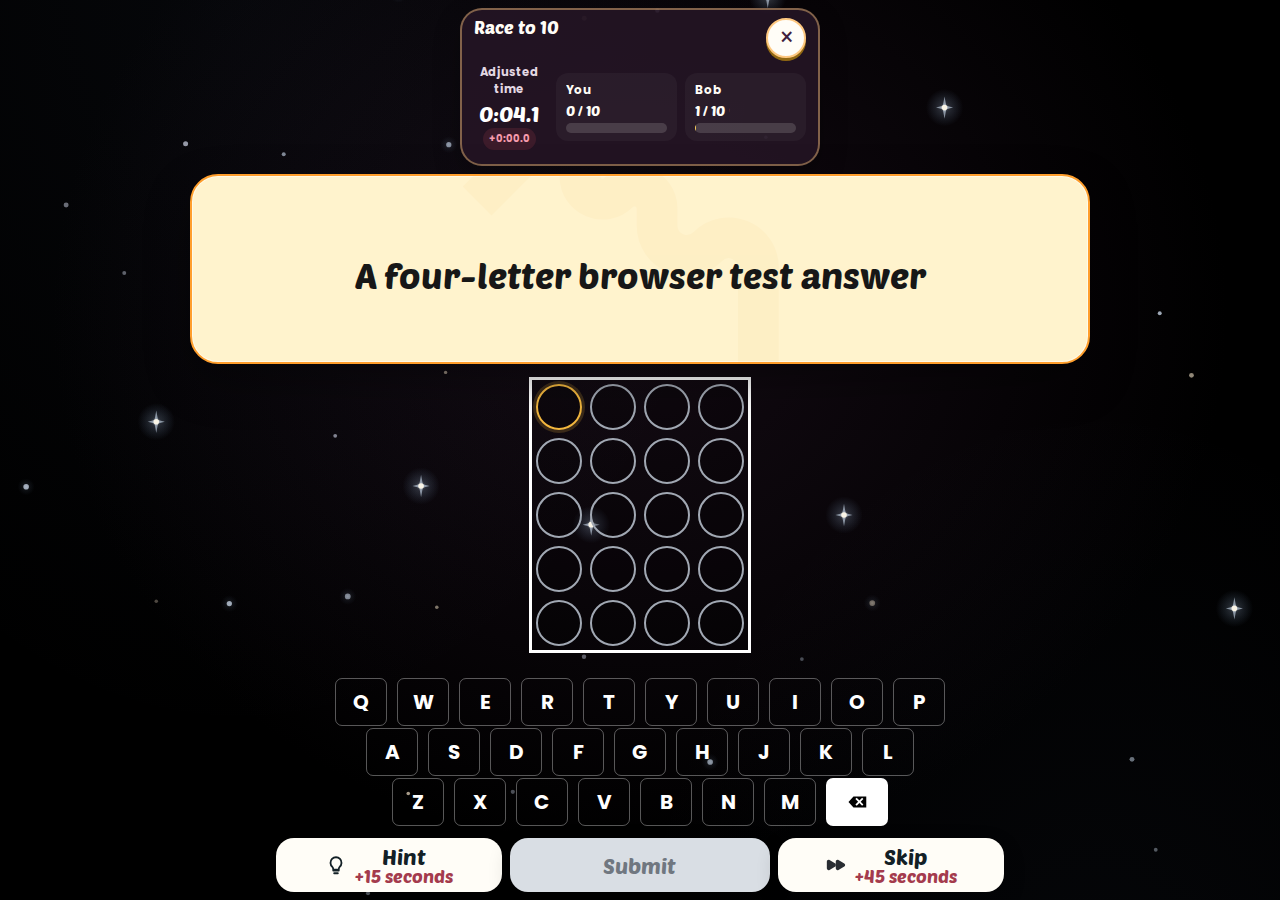 Race to 10
×
Adjusted
time
0:04.1
+0:00.0
You
0 / 10
Bob
1 / 10
A four-letter browser test answer
Q W E R T Y U I O P
A S D F G H J K L
Z X C V B N M
Hint
+15 seconds
Submit
Skip
+45 seconds